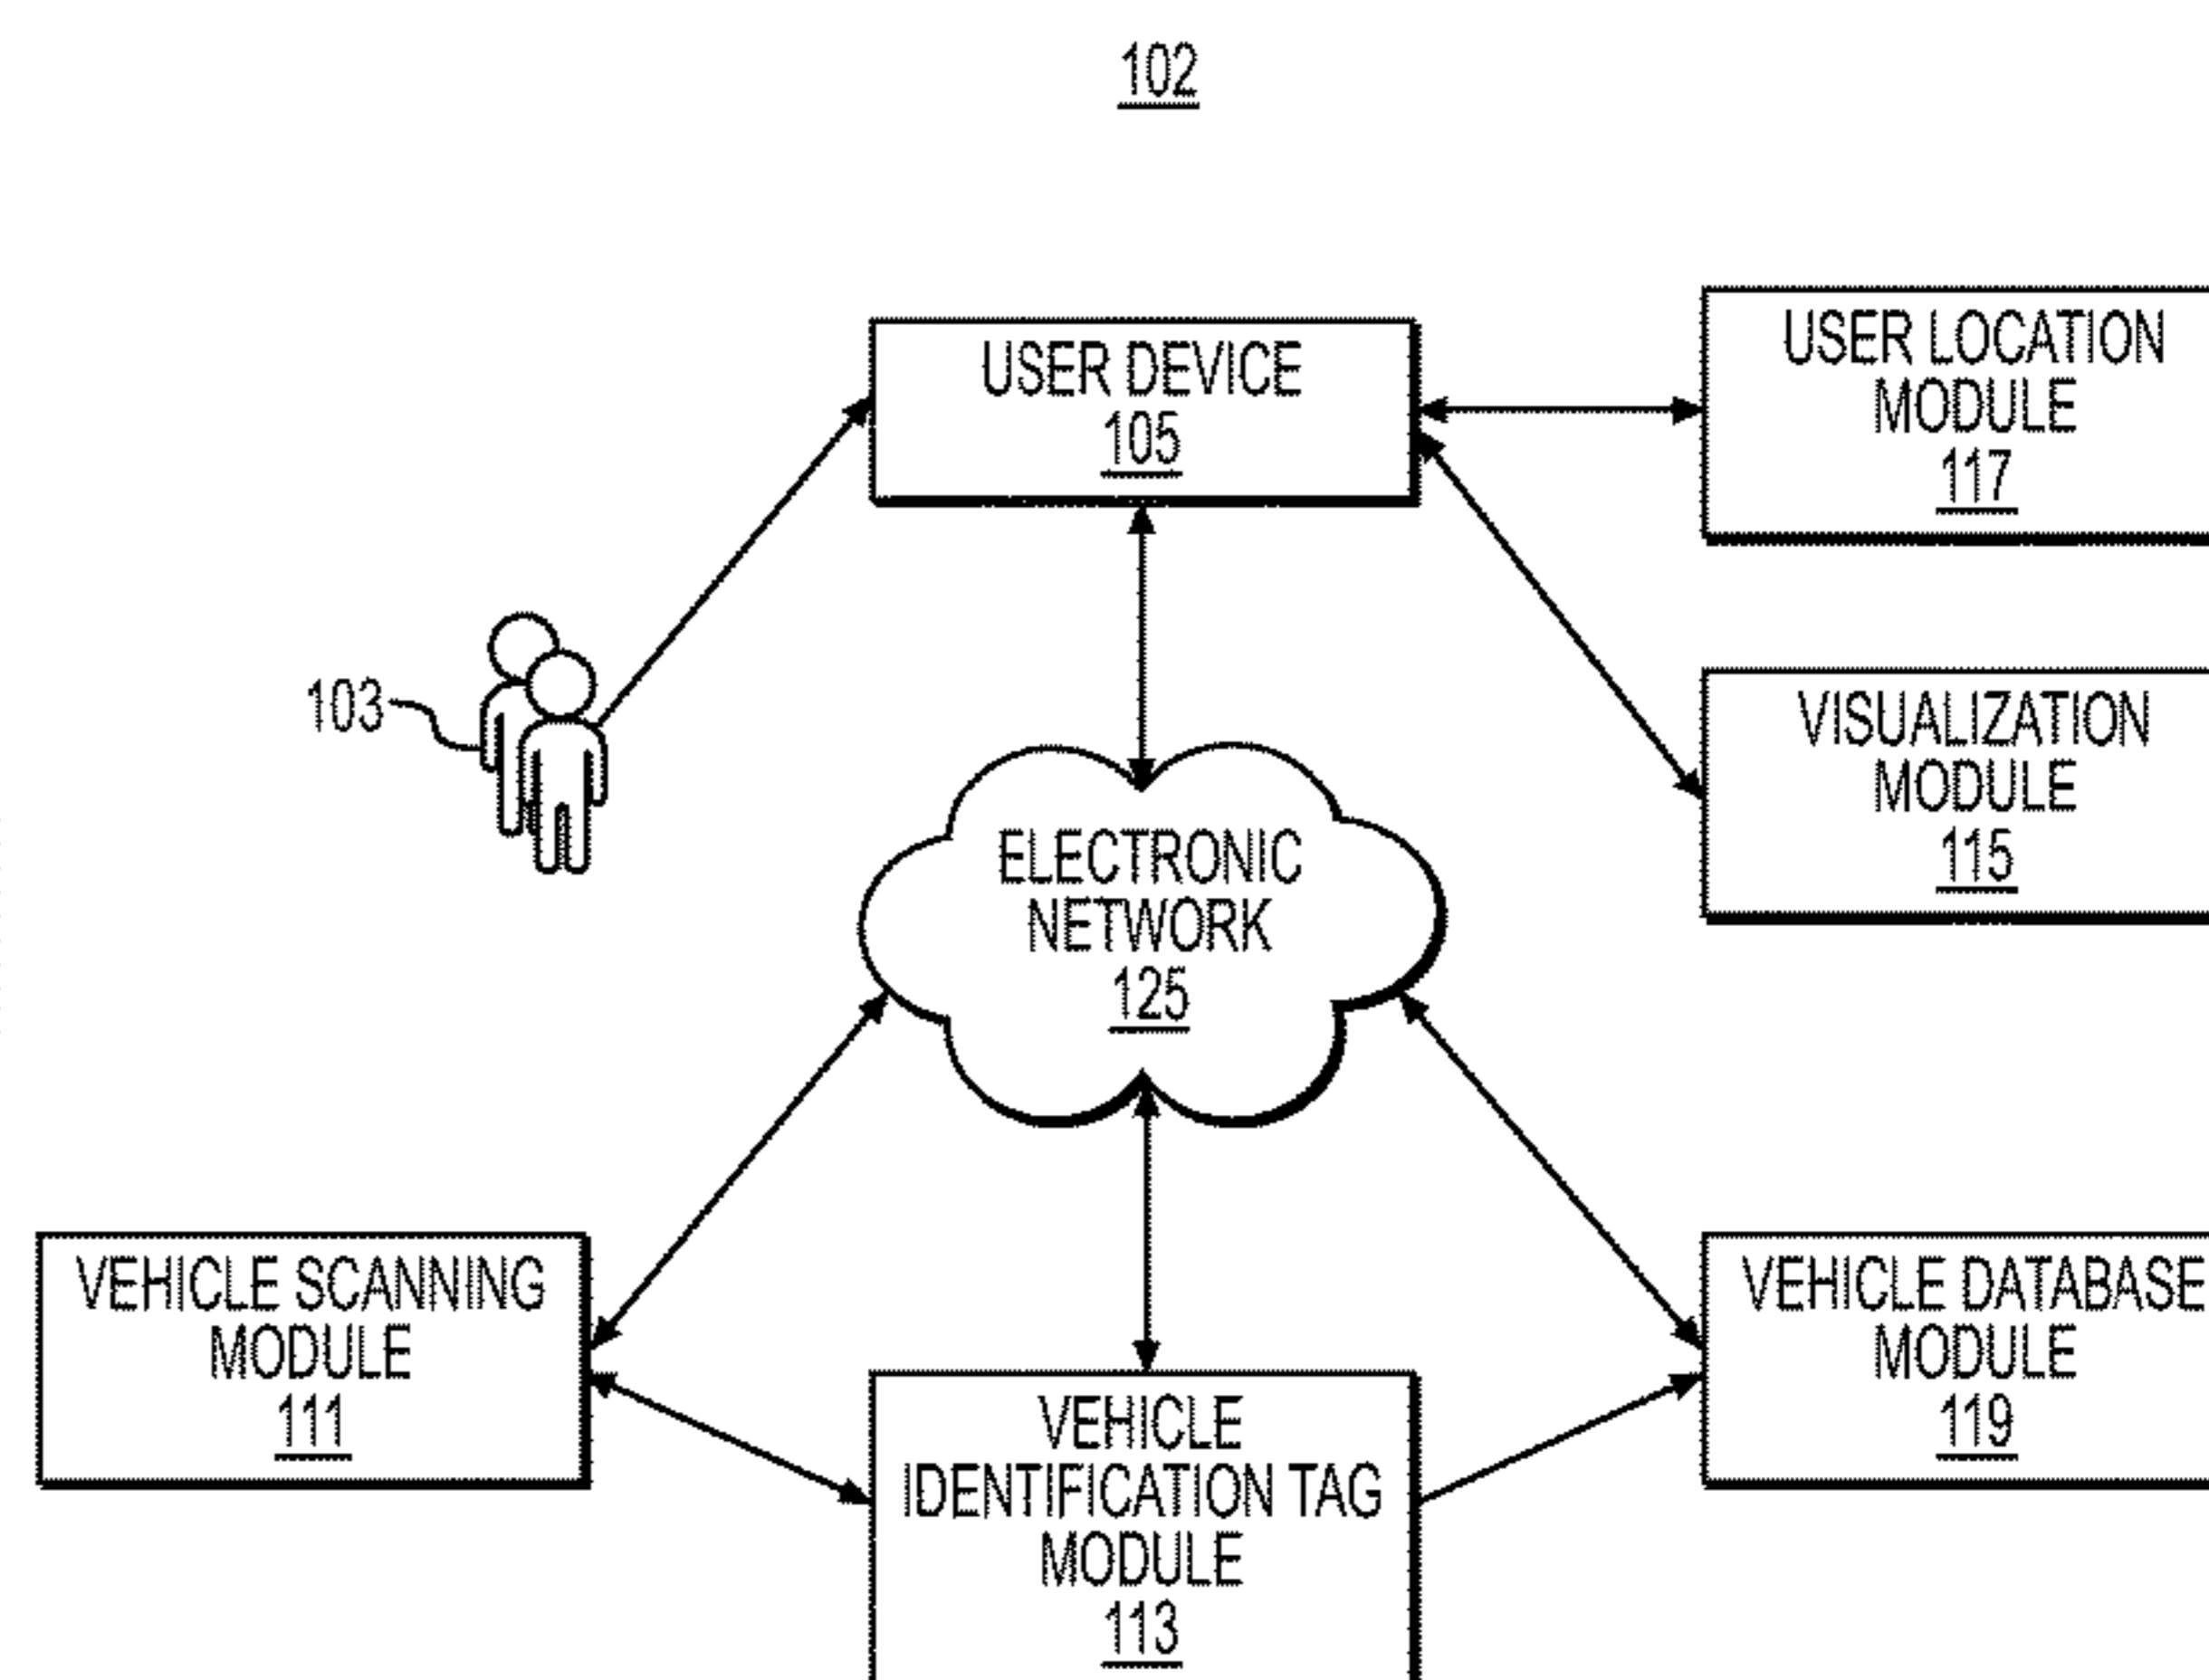 102
USER DEVICE
105
USER LOCATION
MODULE
117
103
VISUALIZATION
MODULE
115
ELECTRONIC
NETWORK
125
VEHICLE SCANNING
MODULE
111
VEHICLE
IDENTIFICATION TAG
MODULE
113
VEHICLE DATABASE
MODULE
119